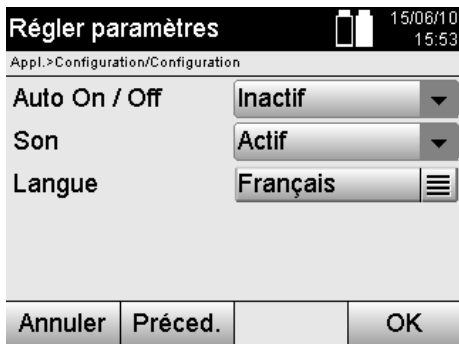 Régler paramètres
15/06/10
15:53
Appl.>Configuration/Configuration
Auto On / Off Inactif
Son Actif
Langue Français
Annuler Précéd. OK